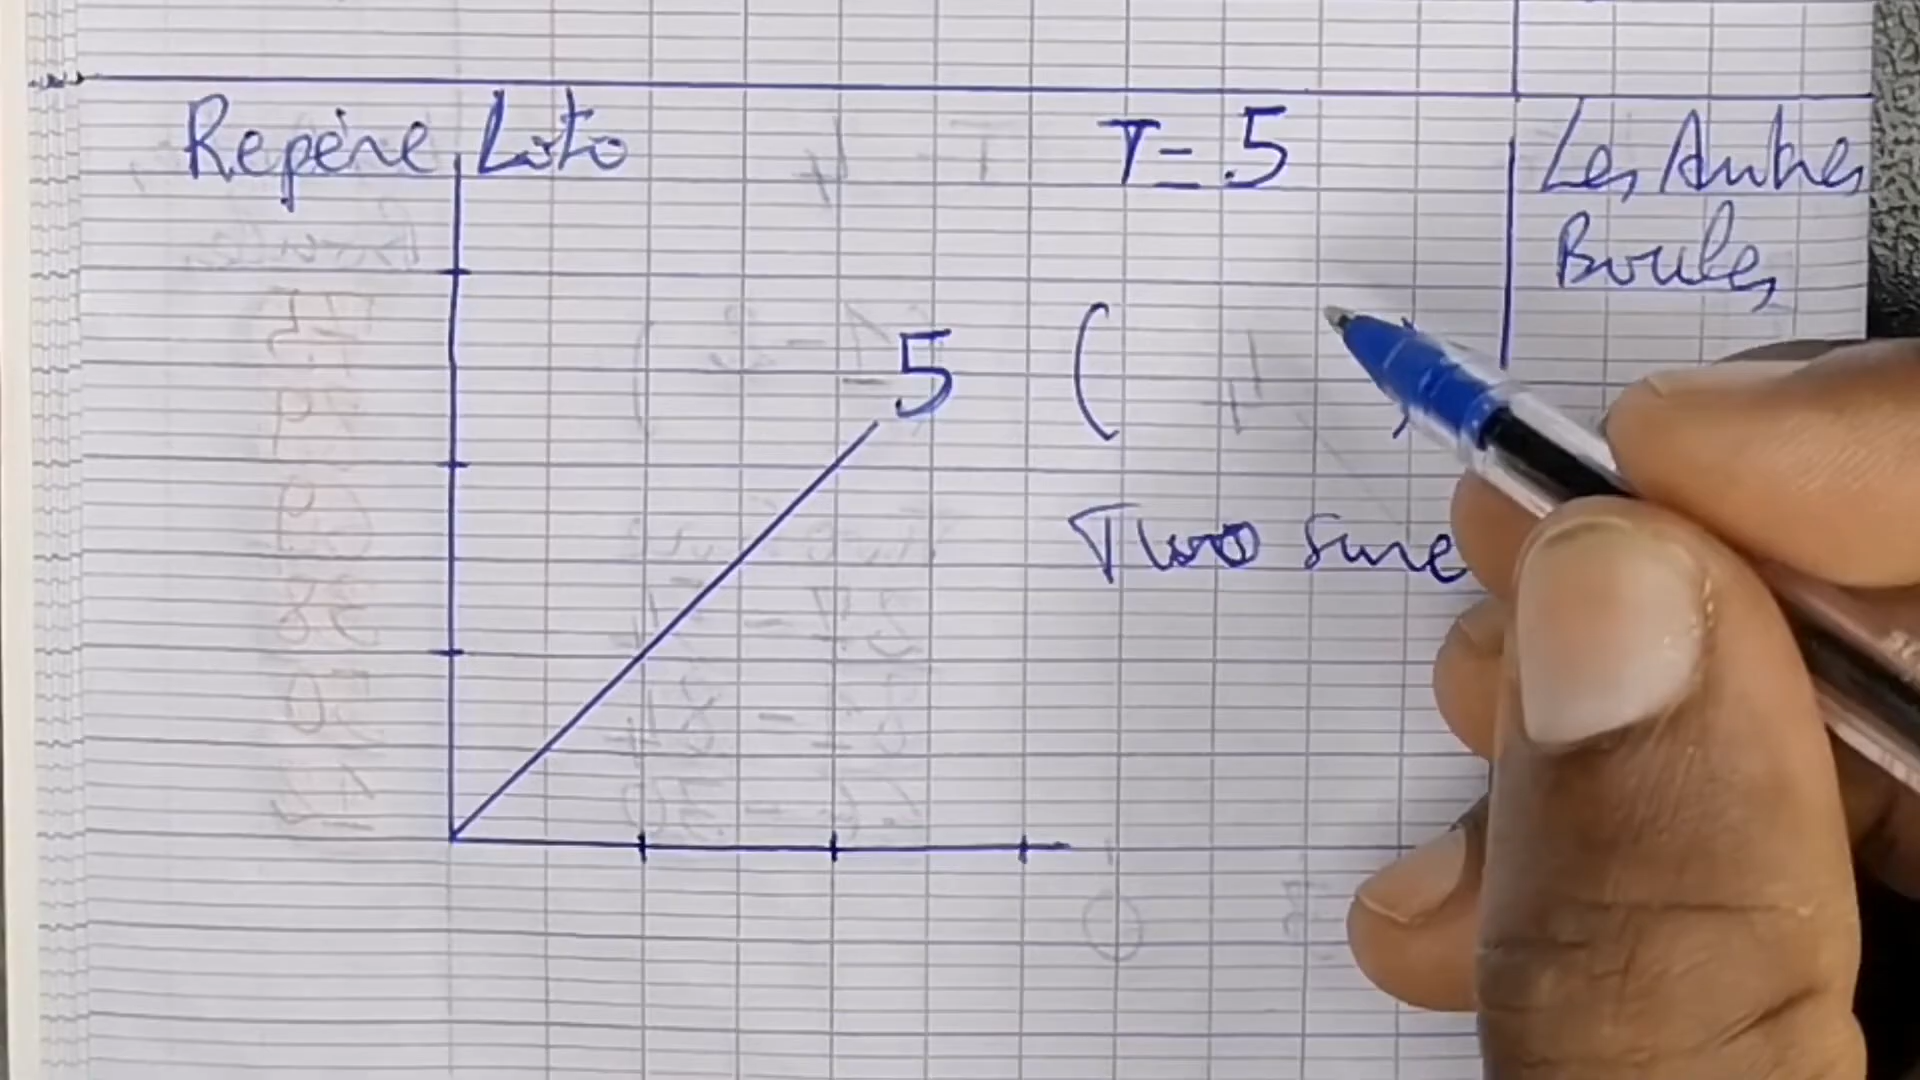 Repère Loto
T = 5
Les Autres
Boules
5 ( )
Two sure